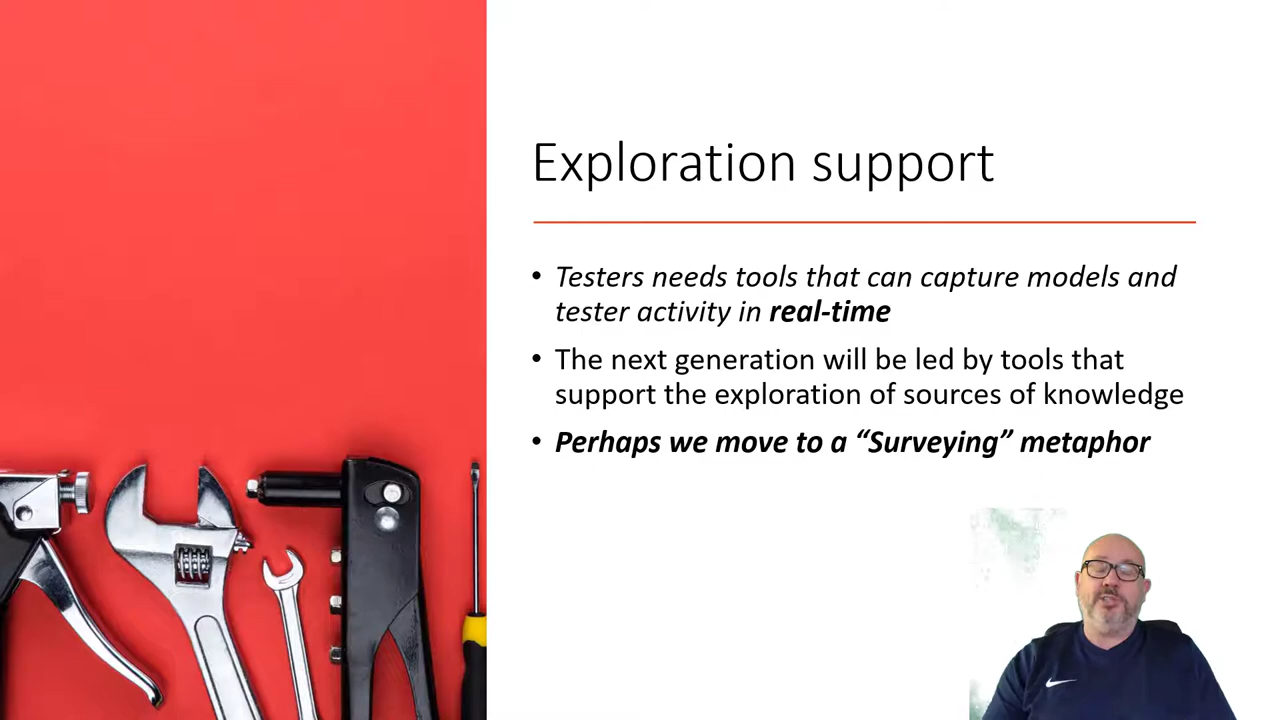 Exploration support
• Testers needs tools that can capture models and
tester activity in real-time
• The next generation will be led by tools that
support the exploration of sources of knowledge
• Perhaps we move to a “Surveying” metaphor